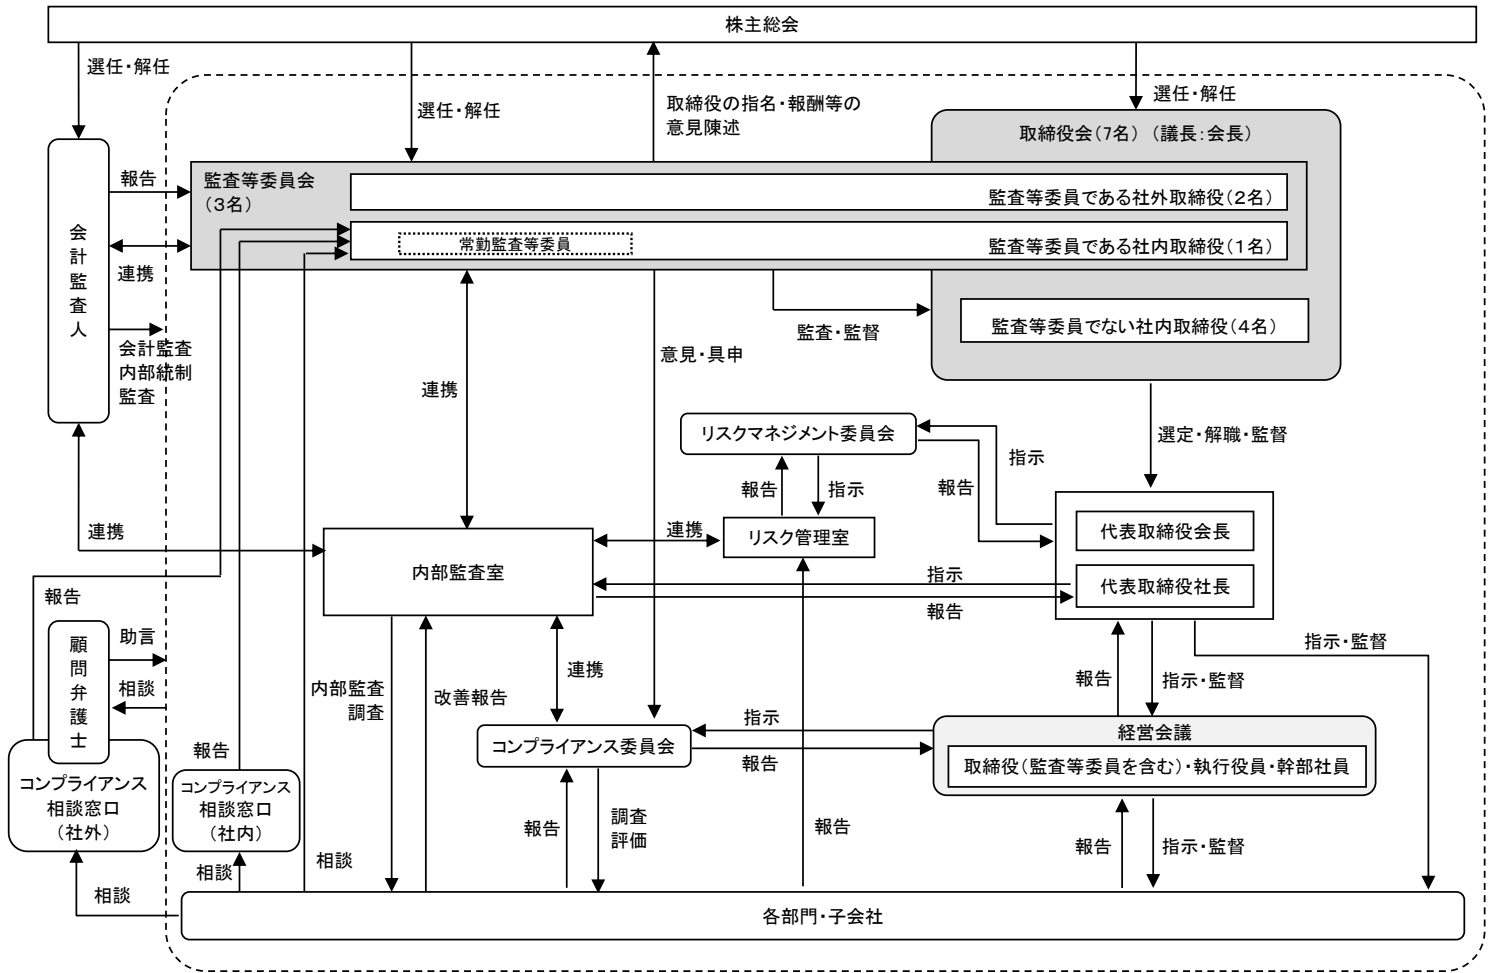 株主総会
選任・解任
選任・解任
取締役の指名・報酬等の
意見陳述
選任・解任
取締役会(7名) (議長:会長)
報告
監査等委員会
(3名)
監査等委員である社外取締役(2名)
会計監査人
常勤監査等委員
監査等委員である社内取締役(1名)
連携
監査等委員でない社内取締役(4名)
監査・監督
会計監査
内部統制
監査
意見・具申
連携
リスクマネジメント委員会
選定・解職・監督
指示
報告
報告
指示
連携
連携
リスク管理室
代表取締役会長
内部監査室
指示
代表取締役社長
報告
報告
助言
顧問弁護士
相談
連携
指示・監督
内部監査
調査
改善報告
報告
指示・監督
指示
経営会議
コンプライアンス委員会
報告
報告
取締役(監査等委員を含む)・執行役員・幹部社員
コンプライアンス
相談窓口
(社外)
コンプライアンス
相談窓口
(社内)
報告
調査
評価
報告
報告
指示・監督
相談
相談
相談
各部門・子会社